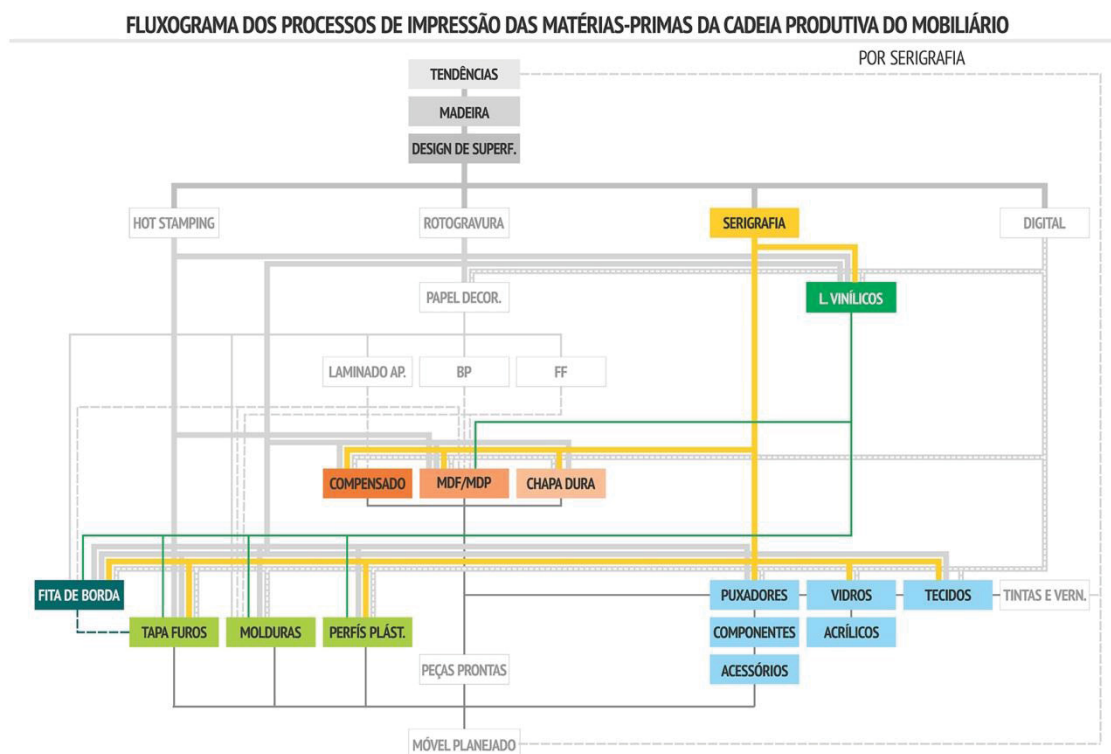 FLUXOGRAMA DOS PROCESSOS DE IMPRESSÃO DAS MATÉRIAS-PRIMAS DA CADEIA PRODUTIVA DO MOBILIÁRIO
POR SERIGRAFIA
TENDÊNCIAS
MADEIRA
DESIGN DE SUPERF.
HOT STAMPING
ROTOGRAVURA
SERIGRAFIA
DIGITAL
PAPEL DECOR.
L. VINÍLICOS
LAMINADO AP.
BP
FF
COMPENSADO
MDF/MDP
CHAPA DURA
FITA DE BORDA
PUXADORES
VIDROS
TECIDOS
TINTAS E VERN.
TAPA FUROS
MOLDURAS
PERFÍS PLÁST.
COMPONENTES
ACRÍLICOS
PEÇAS PRONTAS
ACESSÓRIOS
MÓVEL PLANEJADO